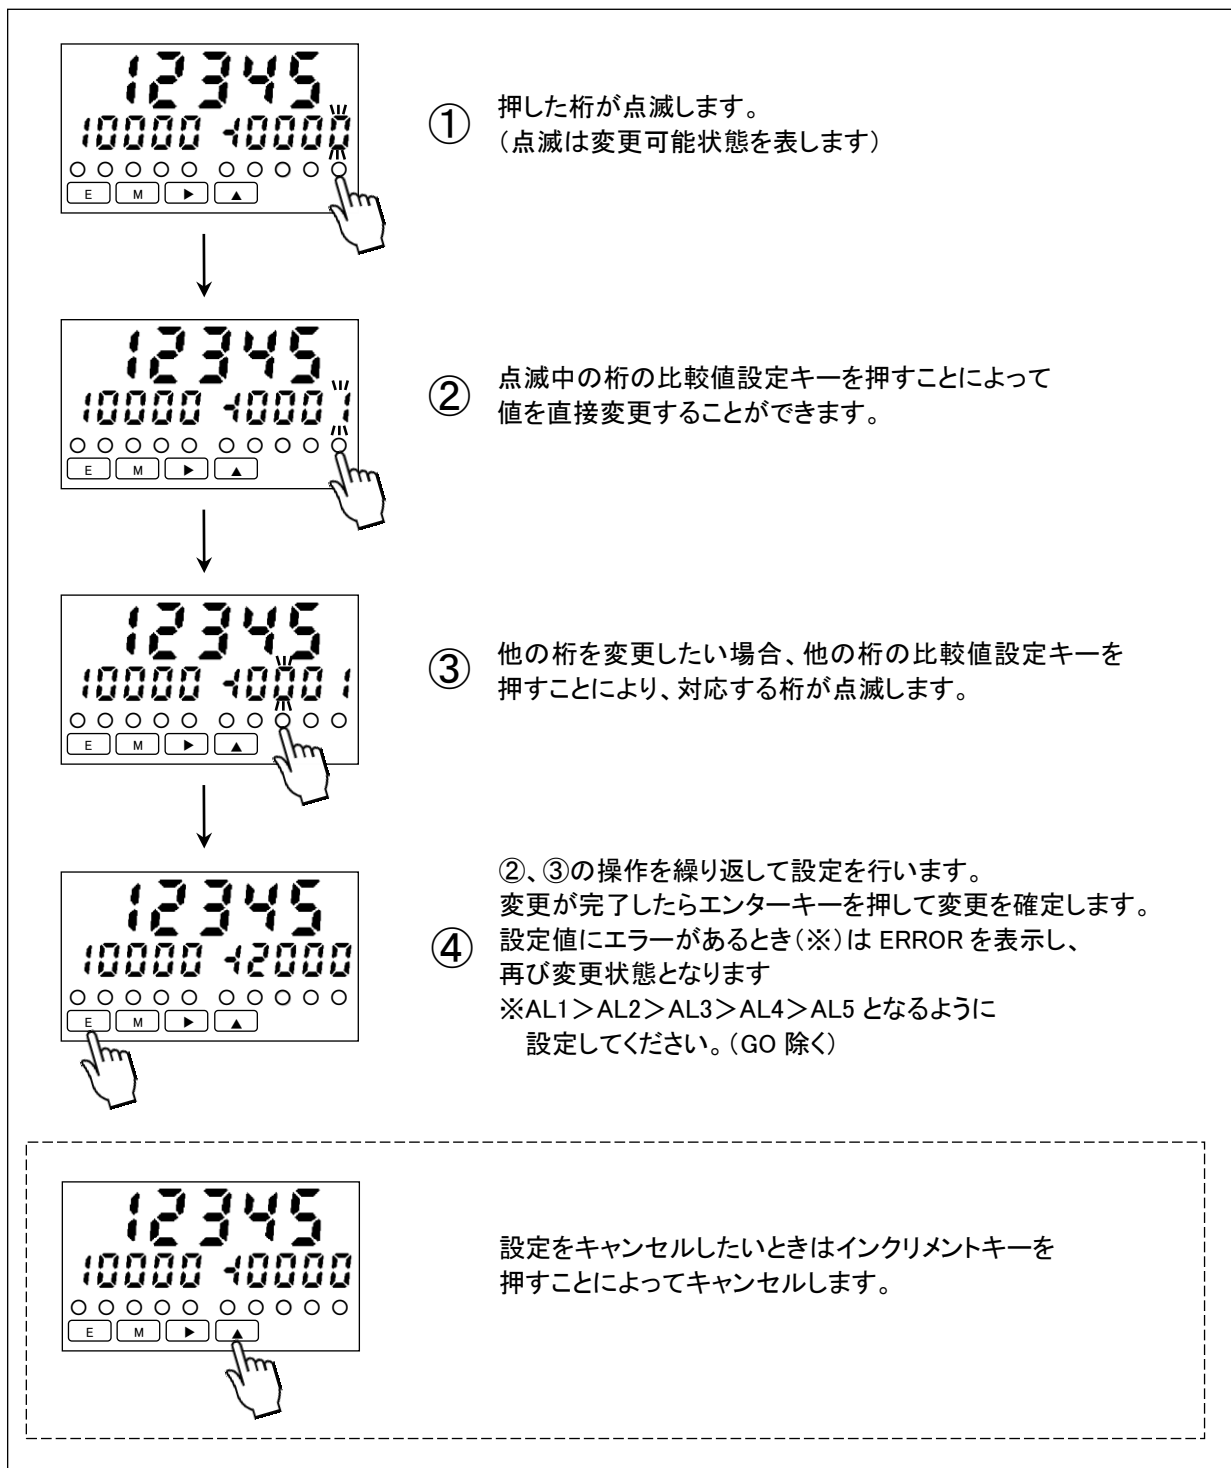 12345
10000 -10000
E M ▶ ▲
① 押した桁が点滅します。
(点滅は変更可能状態を表します)
12345
10000 -10001
E M ▶ ▲
② 点滅中の桁の比較値設定キーを押すことによって
値を直接変更することができます。
12345
10000 -10001
E M ▶ ▲
③ 他の桁を変更したい場合、他の桁の比較値設定キーを
押すことにより、対応する桁が点滅します。
12345
10000 -12000
E M ▶ ▲
④ ②、③の操作を繰り返して設定を行います。
変更が完了したらエンターキーを押して変更を確定します。
設定値にエラーがあるとき(※)は ERROR を表示し、
再び変更状態となります
※AL1>AL2>AL3>AL4>AL5 となるように
設定してください。(GO 除く)
12345
10000 -10000
E M ▶ ▲
設定をキャンセルしたいときはインクリメントキーを
押すことによってキャンセルします。